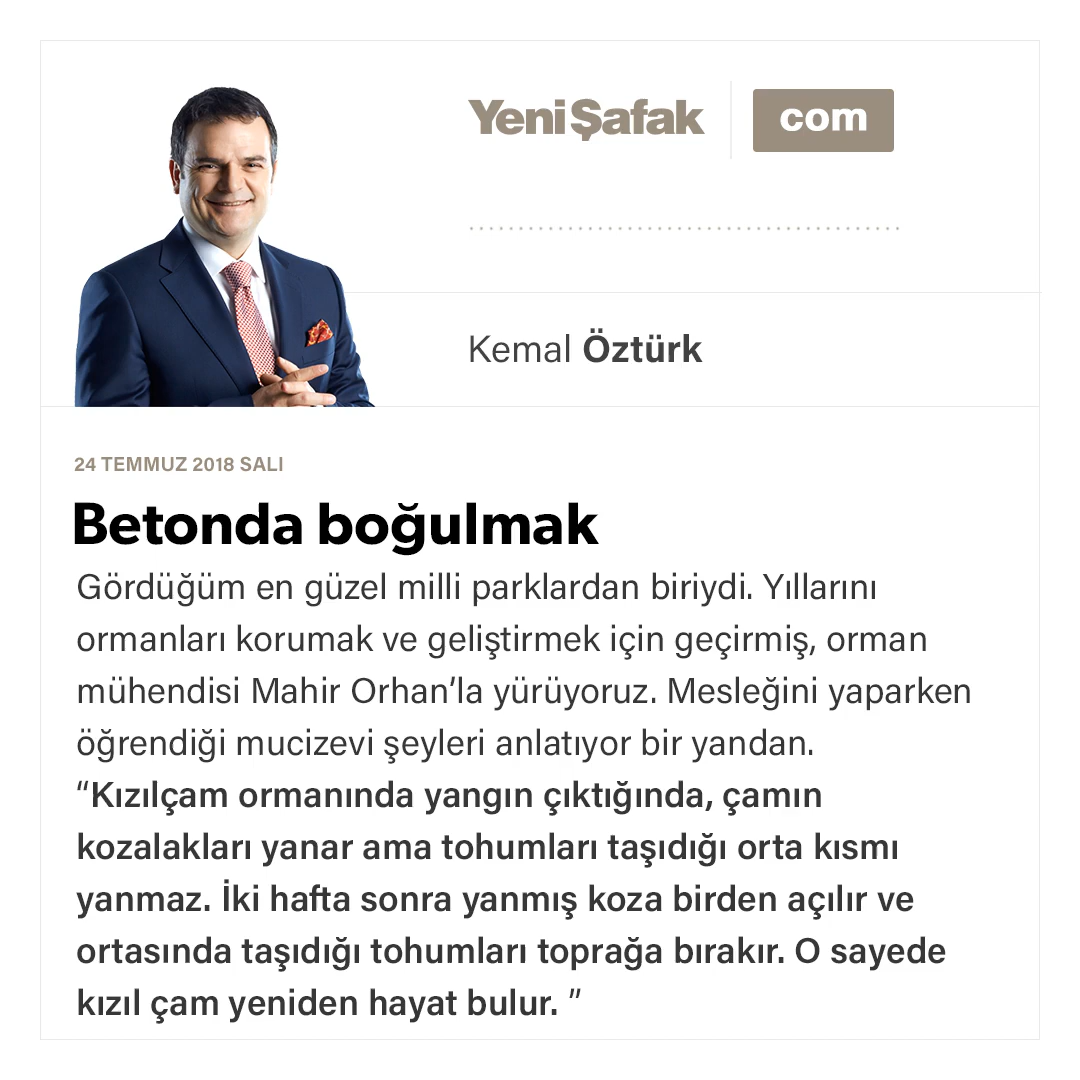 YeniŞafak com
Kemal Öztürk
24 TEMMUZ 2018 SALI
Betonda boğulmak
Gördüğüm en güzel milli parklardan biriydi. Yıllarını
ormanları korumak ve geliştirmek için geçirmiş, orman
mühendisi Mahir Orhan’la yürüyoruz. Mesleğini yaparken
öğrendiği mucizevi şeyleri anlatıyor bir yandan.
“Kızılçam ormanında yangın çıktığında, çamın
kozalakları yanar ama tohumları taşıdığı orta kısmı
yanmaz. İki hafta sonra yanmış koza birden açılır ve
ortasında taşıdığı tohumları toprağa bırakır. O sayede
kızıl çam yeniden hayat bulur. ”